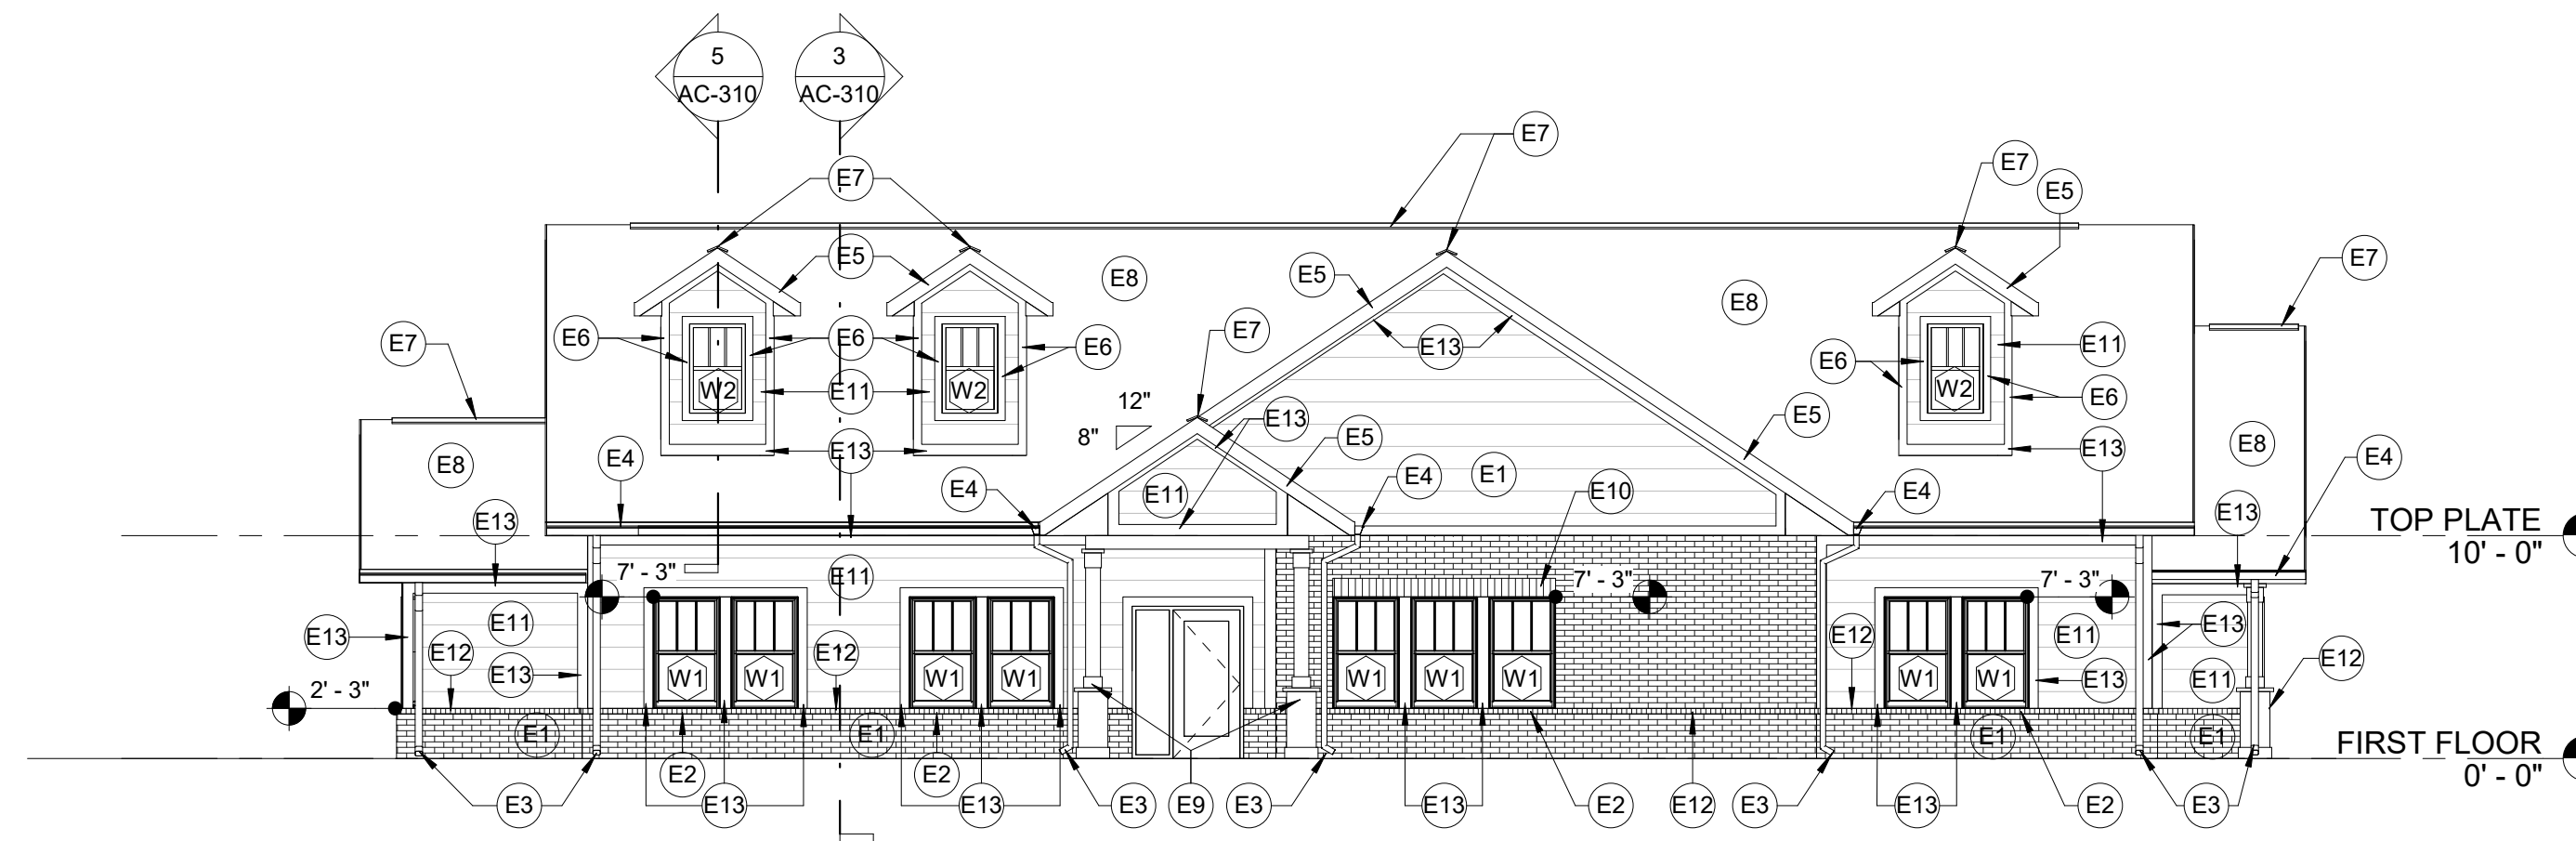 5
AC-310
3
AC-310
E7
E7
E7
E5
E5
E8
E5
E8
E7
E7
E7
E6
E6
E6
E13
E6
E11
W2
E11
W2
W2
E6
12"
8"
E13
E5
E5
E13
E13
E8
E4
E8
E4
E4
E11
E4
E1
E10
E4
E13
E13
TOP PLATE
10' - 0"
7' - 3"
E11
7' - 3"
7' - 3"
E13
E11
E12
E12
E12
E11
E13
E12
E13
W1
W1
W1
W1
W1
W1
W1
W1
W1
E13
E11
2' - 3"
E1
E1
E1
E1
FIRST FLOOR
0' - 0"
E2
E2
E3
E13
E13
E3
E9
E3
E13
E2
E12
E3
E13
E2
E3